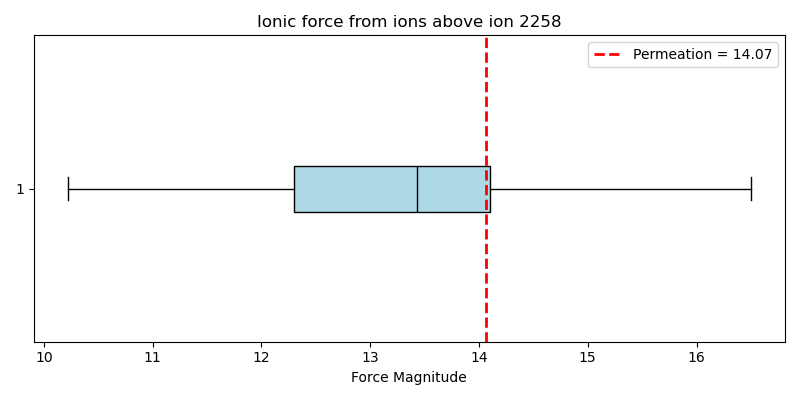 Ionic force from ions above ion 2258
Permeation = 14.07
1
10 11 12 13 14 15 16
Force Magnitude